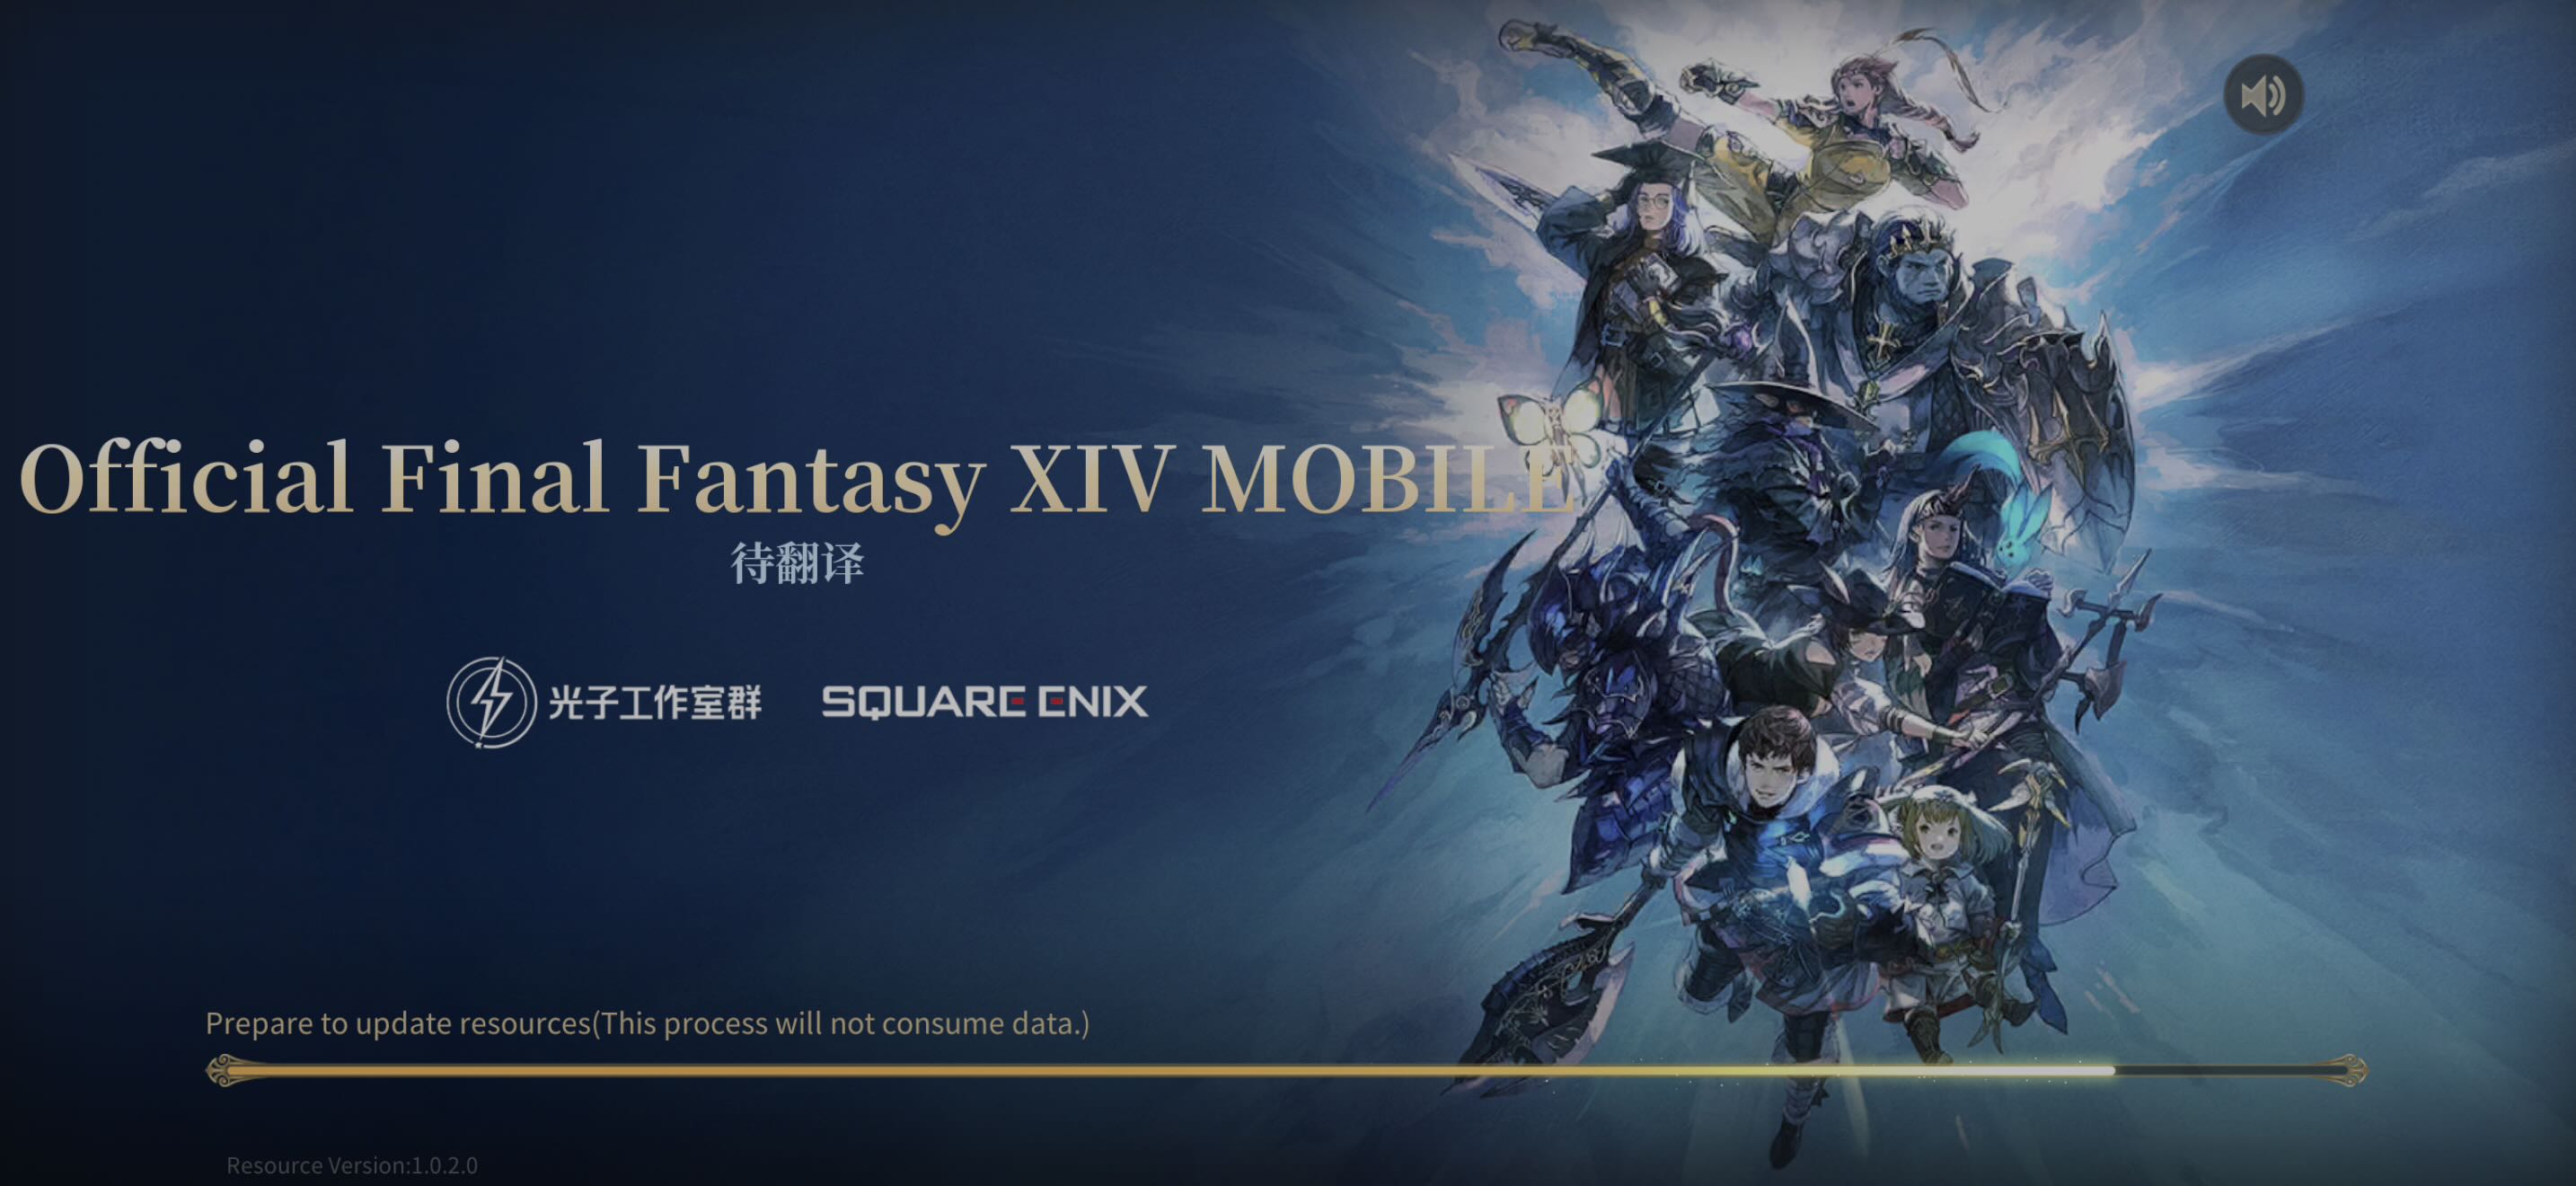 Official Final Fantasy XIV MOBILE
待翻译
光子工作室群 SQUARE ENIX
Prepare to update resources(This process will not consume data.)
Resource Version:1.0.2.0